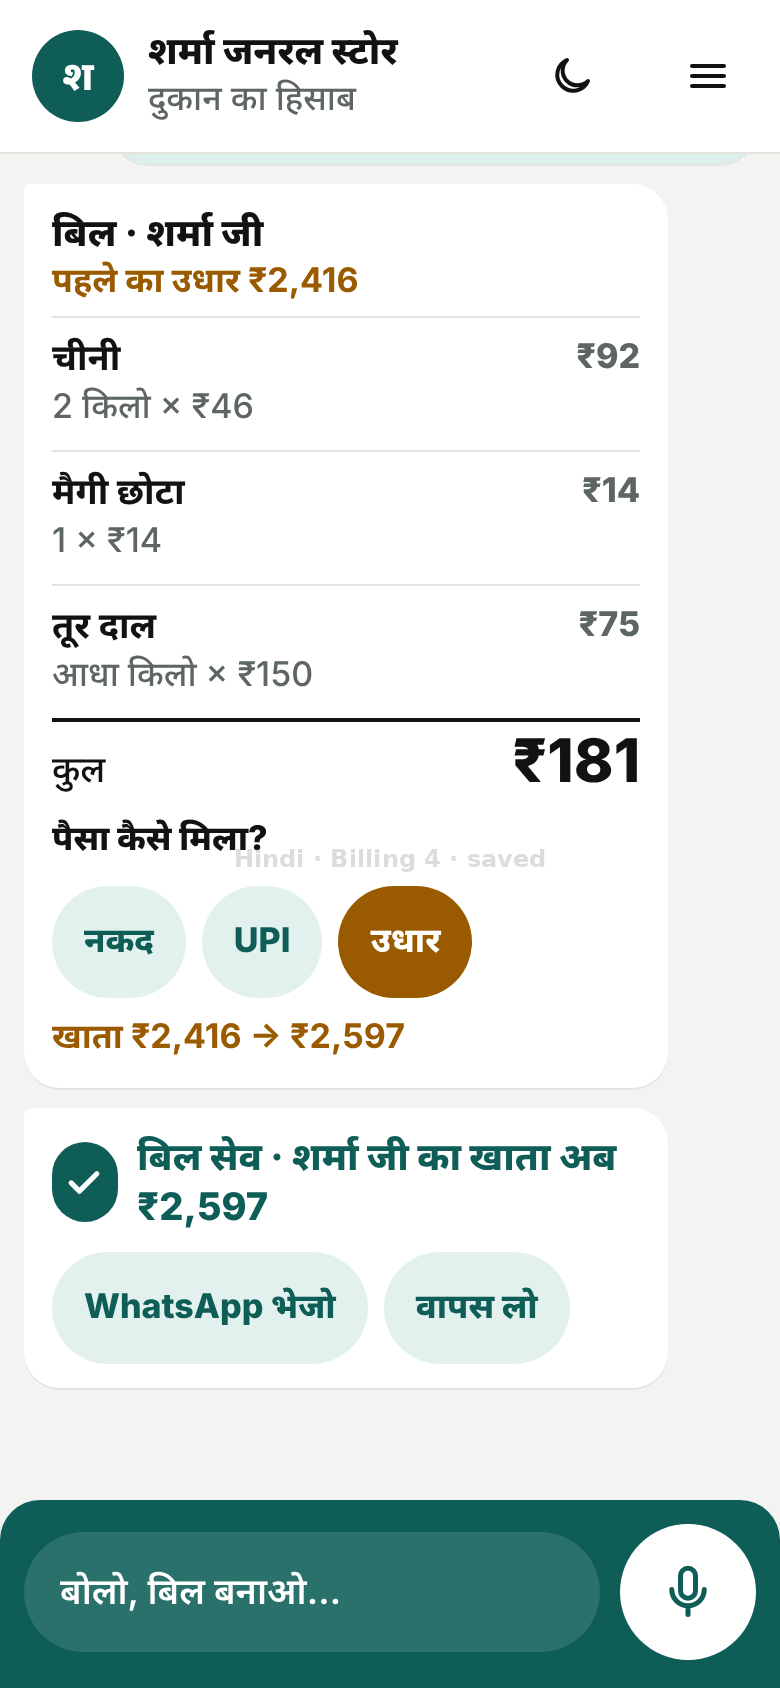 श
शर्मा जनरल स्टोर
दुकान का हिसाब
बिल · शर्मा जी
पहले का उधार ₹2,416
चीनी ₹92
2 किलो × ₹46
मैगी छोटा ₹14
1 × ₹14
तूर दाल ₹75
आधा किलो × ₹150
कुल ₹181
पैसा कैसे मिला?
Hindi · Billing 4 · saved
नकद UPI उधार
खाता ₹2,416 → ₹2,597
बिल सेव · शर्मा जी का खाता अब
₹2,597
WhatsApp भेजो वापस लो
बोलो, बिल बनाओ...